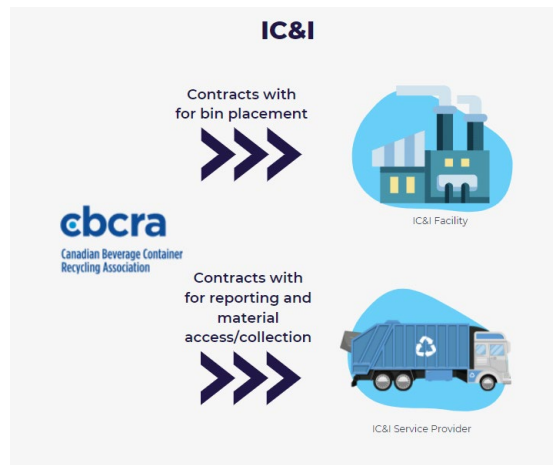 IC&I
Contracts with
for bin placement
IC&I Facility
cbcra
Canadian Beverage Container
Recycling Association
Contracts with
for reporting and
material
access/collection
IC&I Service Provider